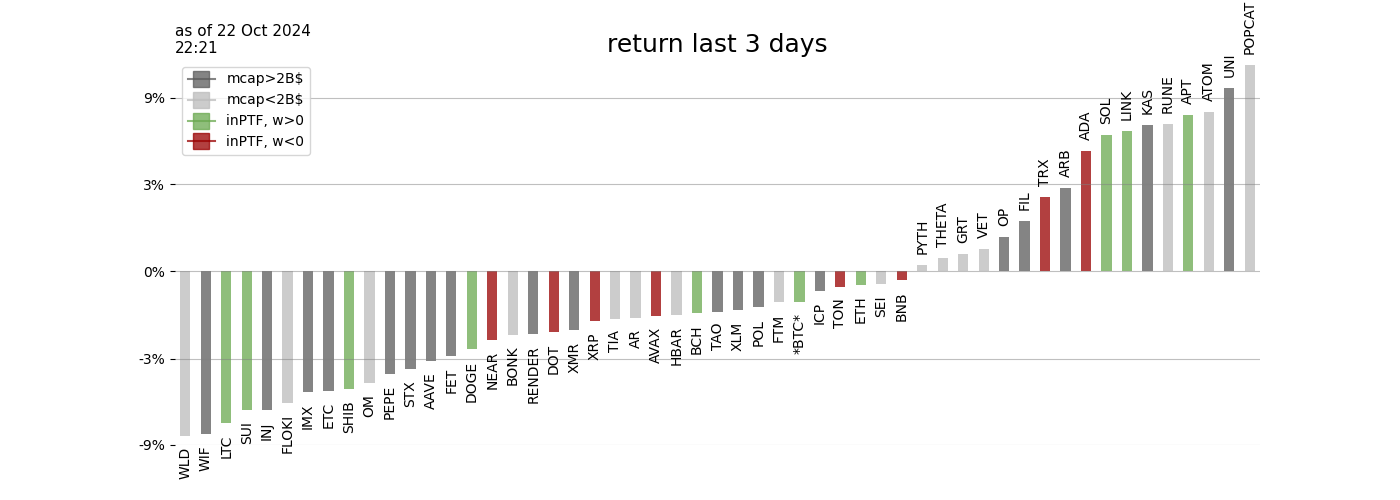 as of 22 Oct 2024
22:21
return last 3 days
mcap>2B$
mcap<2B$
inPTF, w>0
inPTF, w<0
9%
3%
0%
-3%
-9%
WLD
WIF
LTC
SUI
INJ
FLOKI
IMX
ETC
SHIB
OM
PEPE
STX
AAVE
FET
DOGE
NEAR
BONK
RENDER
DOT
XMR
XRP
TIA
AR
AVAX
HBAR
BCH
TAO
XLM
POL
FTM
*BTC*
ICP
TON
ETH
SEI
BNB
PYTH
THETA
GRT
VET
OP
FIL
TRX
ARB
ADA
SOL
LINK
KAS
RUNE
APT
ATOM
UNI
POPCAT